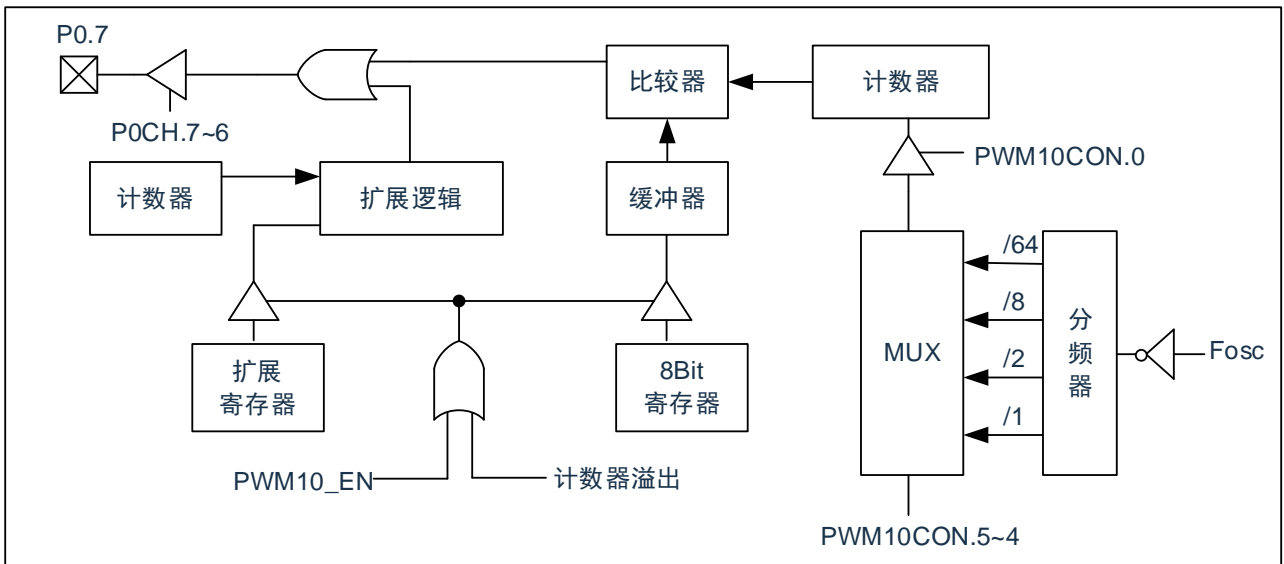 P0.7
P0CH.7~6
比较器
计数器
PWM10CON.0
计数器
扩展逻辑
缓冲器
/64
/8
/2
/1
MUX
分
频
器
Fosc
扩展
寄存器
8Bit
寄存器
PWM10_EN
计数器溢出
PWM10CON.5~4